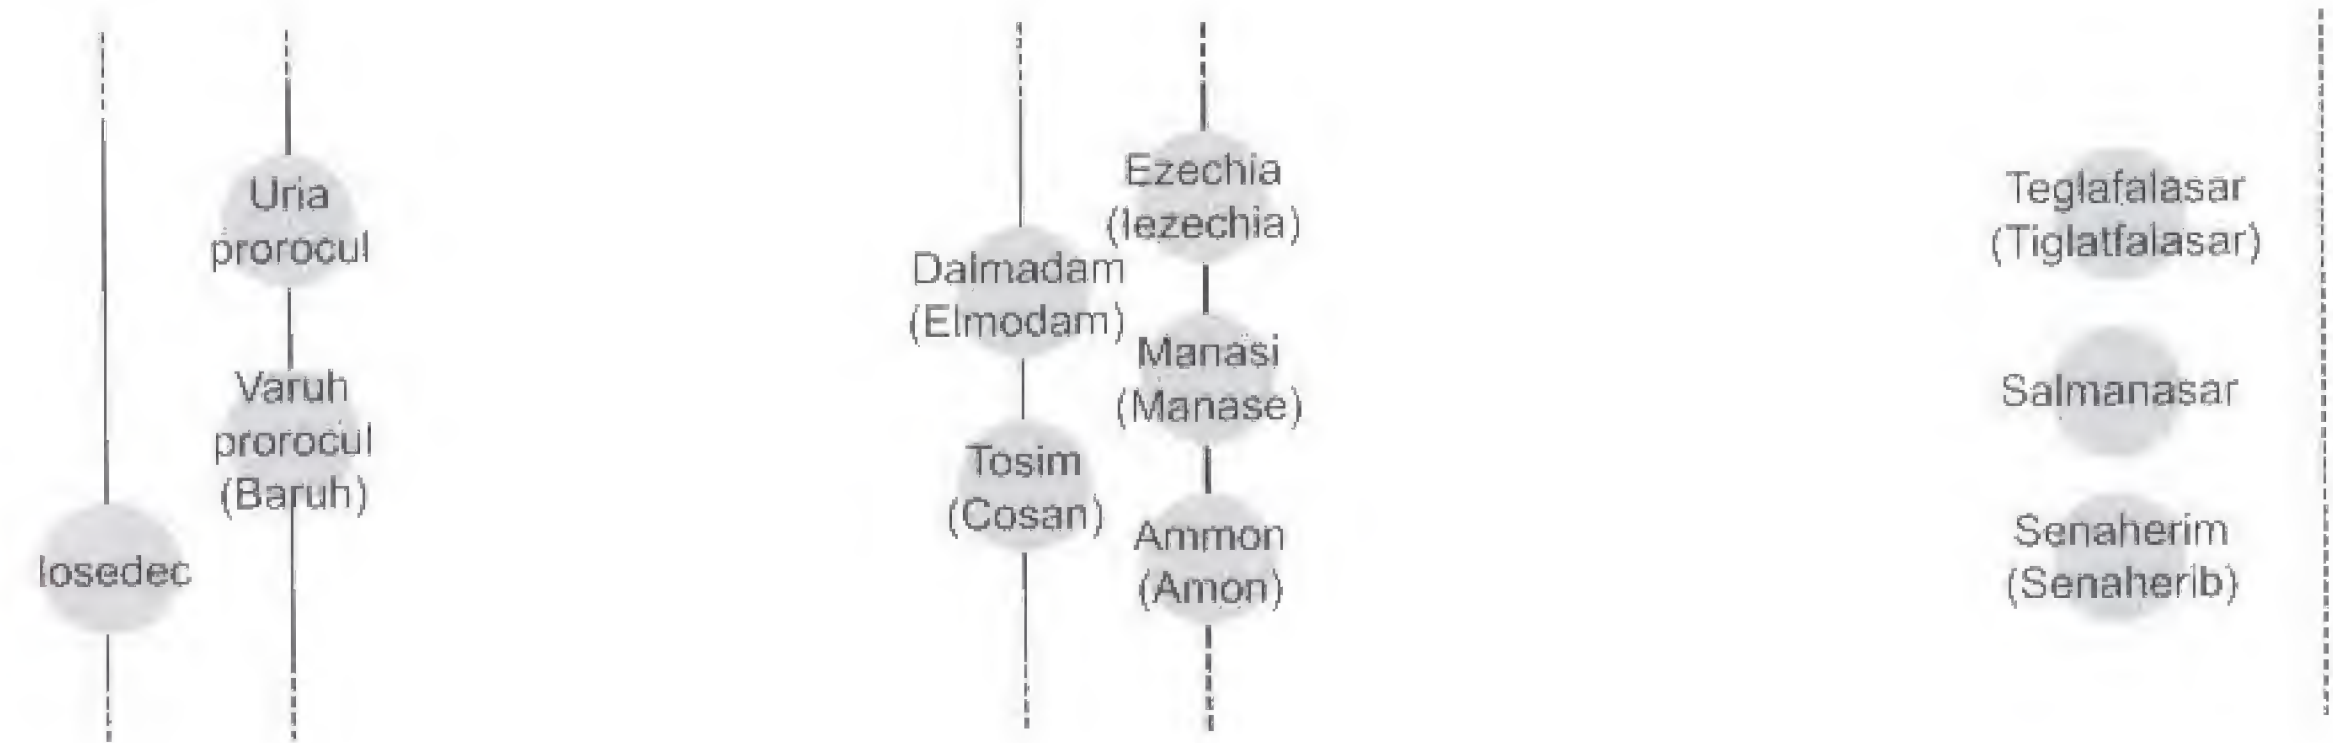 Iosedec
Uria
prorocul
Varuh
prorocul
(Baruh)
Dalmadam
(Elmodam)
Tosim
(Cosan)
Ezechia
(Iezechia)
Manasi
(Manase)
Ammon
(Amon)
Teglafalasar
(Tiglatfalasar)
Salmanasar
Senaherim
(Senaherib)